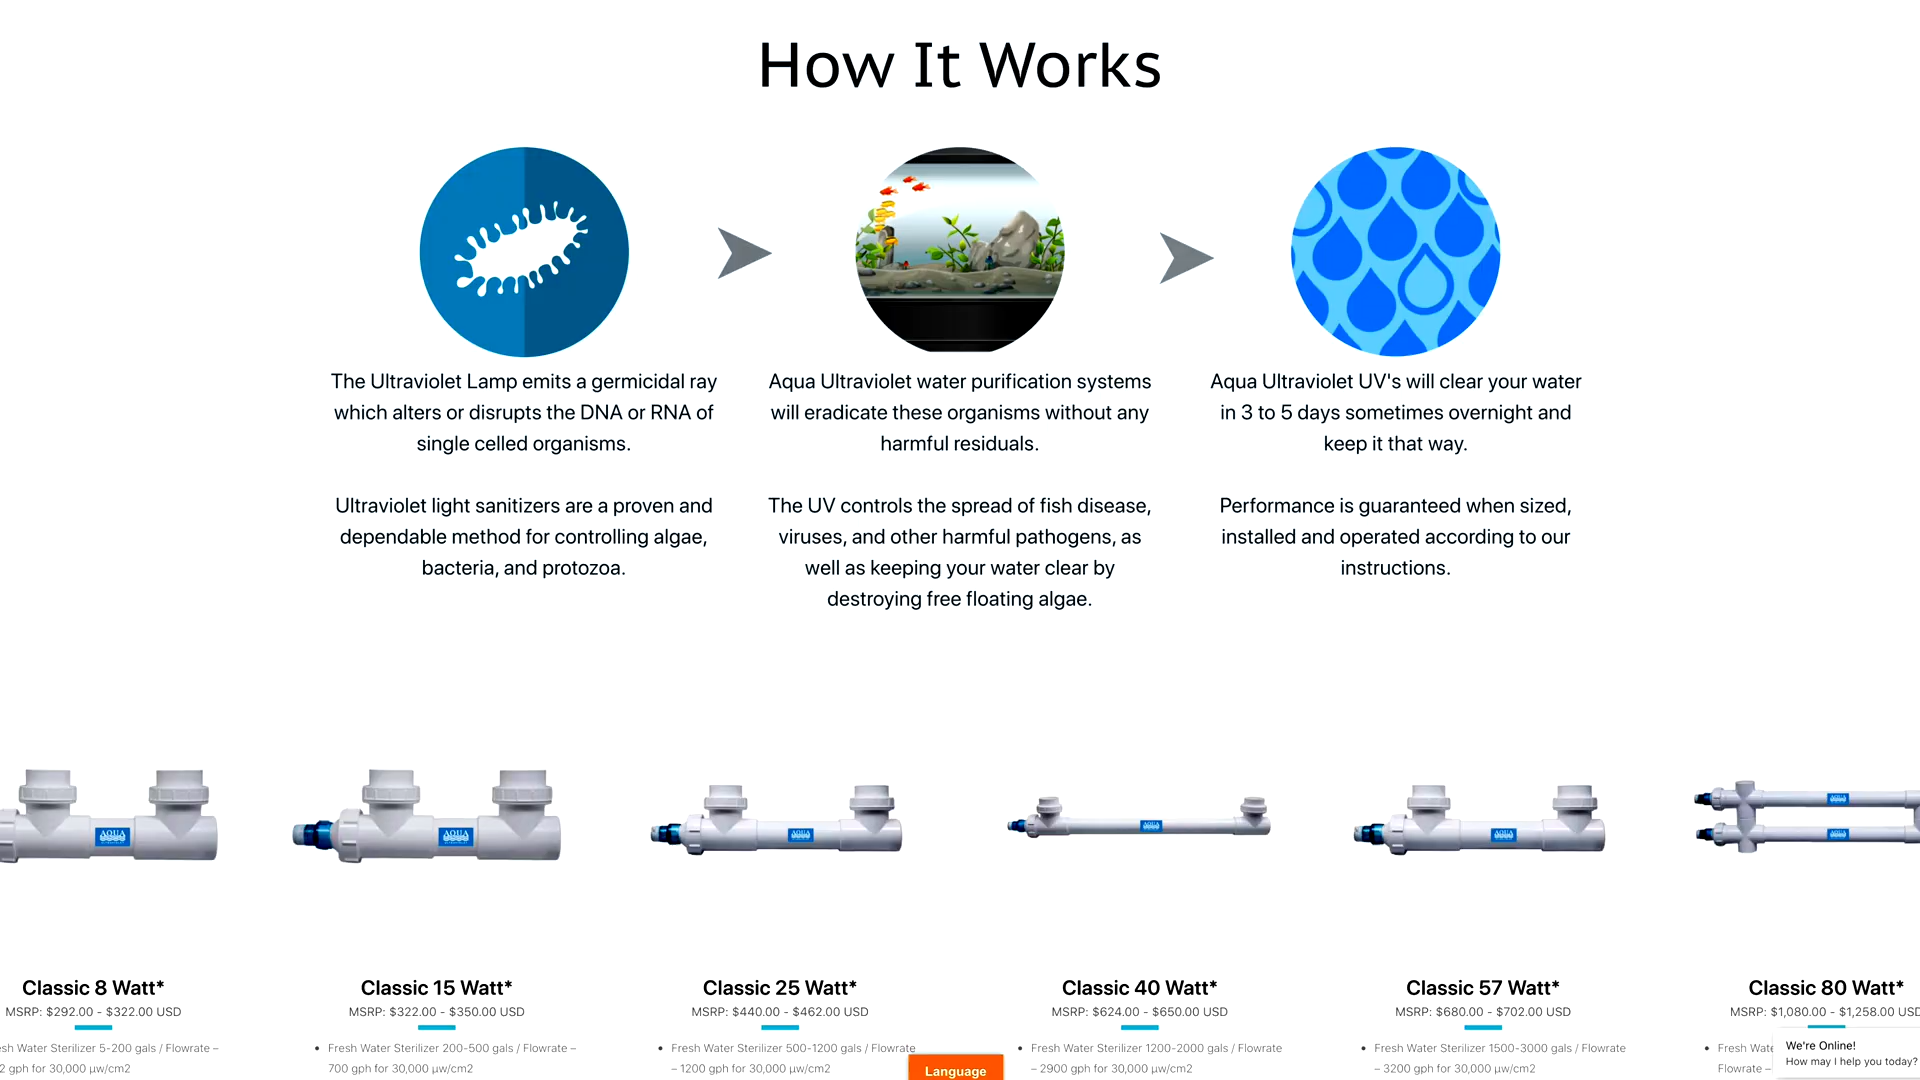 How It Works
The Ultraviolet Lamp emits a germicidal ray
which alters or disrupts the DNA or RNA of
single celled organisms.
Ultraviolet light sanitizers are a proven and
dependable method for controlling algae,
bacteria, and protozoa.
Aqua Ultraviolet water purification systems
will eradicate these organisms without any
harmful residuals.
The UV controls the spread of fish disease,
viruses, and other harmful pathogens, as
well as keeping your water clear by
destroying free floating algae.
Aqua Ultraviolet UV's will clear your water
in 3 to 5 days sometimes overnight and
keep it that way.
Performance is guaranteed when sized,
installed and operated according to our
instructions.
AQUA
AQUA
AQUA
AQUA
AQUA
Classic 8 Watt*
MSRP: $292.00 - $322.00 USD
Water Sterilizer 5-200 gals / Flowrate –
gph for 30,000 µw/cm2
Classic 15 Watt*
MSRP: $322.00 - $350.00 USD
• Fresh Water Sterilizer 200-500 gals / Flowrate –
700 gph for 30,000 µw/cm2
Classic 25 Watt*
MSRP: $440.00 - $462.00 USD
• Fresh Water Sterilizer 500-1200 gals / Flowrate
– 1200 gph for 30,000 µw/cm2
Classic 40 Watt*
MSRP: $624.00 - $650.00 USD
• Fresh Water Sterilizer 1200-2000 gals / Flowrate
– 2900 gph for 30,000 µw/cm2
Classic 57 Watt*
MSRP: $680.00 - $702.00 USD
• Fresh Water Sterilizer 1500-3000 gals / Flowrate
– 3200 gph for 30,000 µw/cm2
Classic 80 Watt*
MSRP: $1,080.00 - $1,258.00 USD
• Fresh
Flowrate –
Language
We're Online!
How may I help you today?